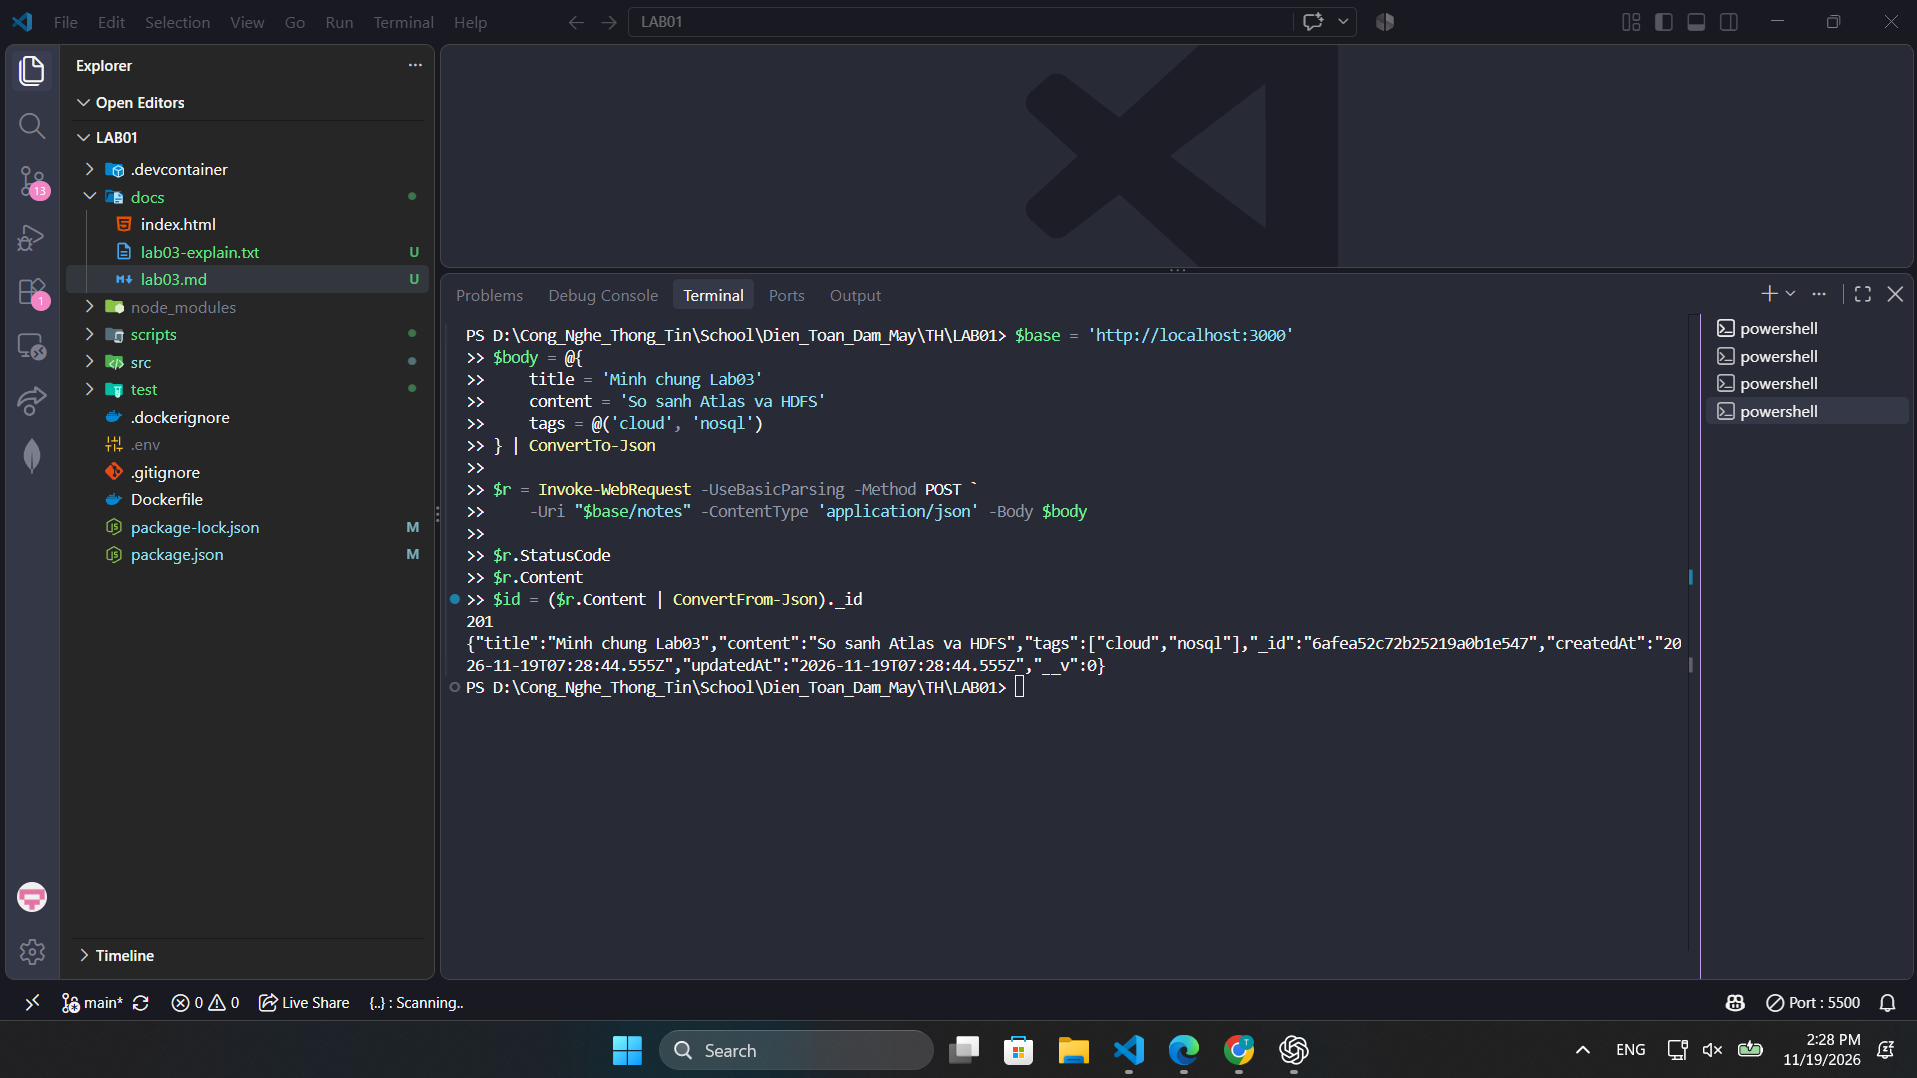 File Edit Selection View Go Run Terminal Help
LAB01
Explorer
Open Editors
LAB01
.devcontainer
docs
index.html
lab03-explain.txt U
lab03.md U
node_modules
scripts
src
test
.dockerignore
.env
.gitignore
Dockerfile
package-lock.json M
package.json M
Timeline
13
1
Problems Debug Console Terminal Ports Output
PS D:\Cong_Nghe_Thong_Tin\School\Dien_Toan_Dam_May\TH\LAB01> $base = 'http://localhost:3000'
>> $body = @{
>>     title = 'Minh chung Lab03'
>>     content = 'So sanh Atlas va HDFS'
>>     tags = @('cloud', 'nosql')
>> } | ConvertTo-Json
>>
>> $r = Invoke-WebRequest -UseBasicParsing -Method POST `
>>     -Uri "$base/notes" -ContentType 'application/json' -Body $body
>>
>> $r.StatusCode
>> $r.Content
>> $id = ($r.Content | ConvertFrom-Json)._id
201
{"title":"Minh chung Lab03","content":"So sanh Atlas va HDFS","tags":["cloud","nosql"],"_id":"6afea52c72b25219a0b1e547","createdAt":"20
26-11-19T07:28:44.555Z","updatedAt":"2026-11-19T07:28:44.555Z","__v":0}
PS D:\Cong_Nghe_Thong_Tin\School\Dien_Toan_Dam_May\TH\LAB01>
powershell
powershell
powershell
powershell
main* 0 0 Live Share {..} : Scanning.. Port : 5500
Search
ENG
2:28 PM
11/19/2026